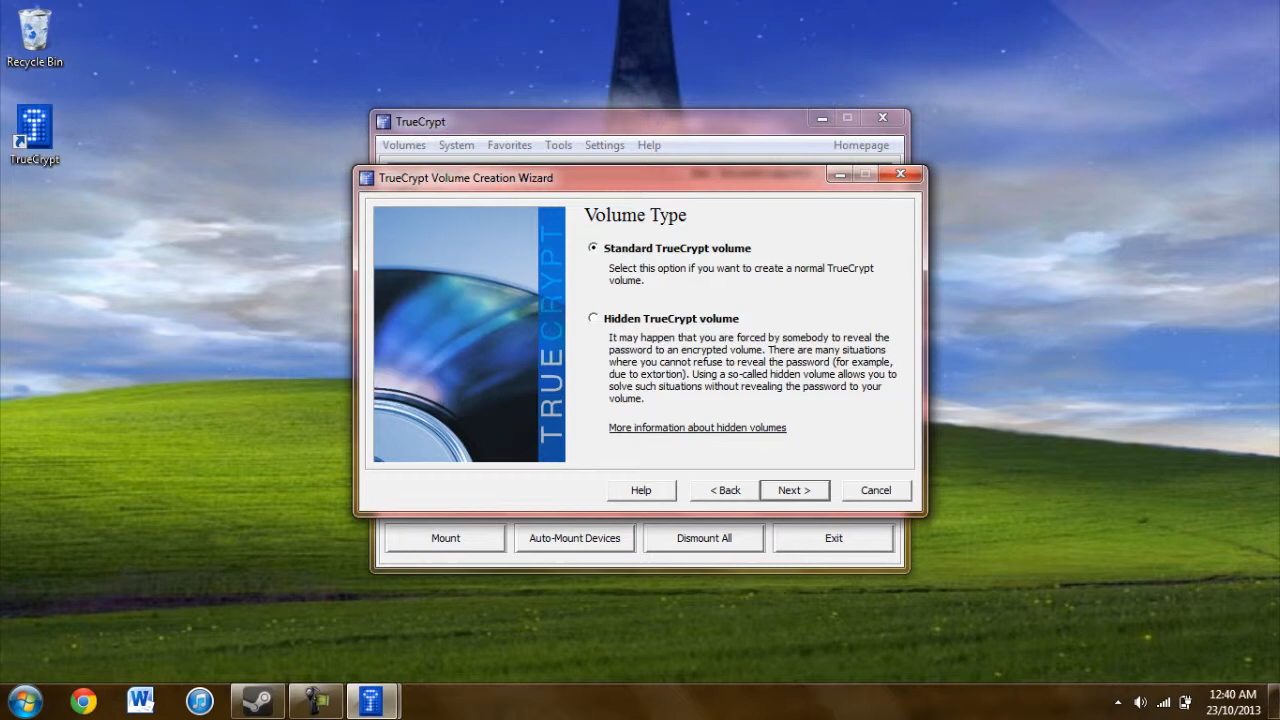 Recycle Bin
TrueCrypt
TrueCrypt
Volumes System Favorites Tools Settings Help Homepage
TrueCrypt Volume Creation Wizard
TRUECRYPT
Volume Type
Standard TrueCrypt volume
Select this option if you want to create a normal TrueCrypt
volume.
Hidden TrueCrypt volume
It may happen that you are forced by somebody to reveal the
password to an encrypted volume. There are many situations
where you cannot refuse to reveal the password (for example,
due to extortion). Using a so-called hidden volume allows you to
solve such situations without revealing the password to your
volume.
More information about hidden volumes
Help < Back Next > Cancel
Mount Auto-Mount Devices Dismount All Exit
12:40 AM
23/10/2013